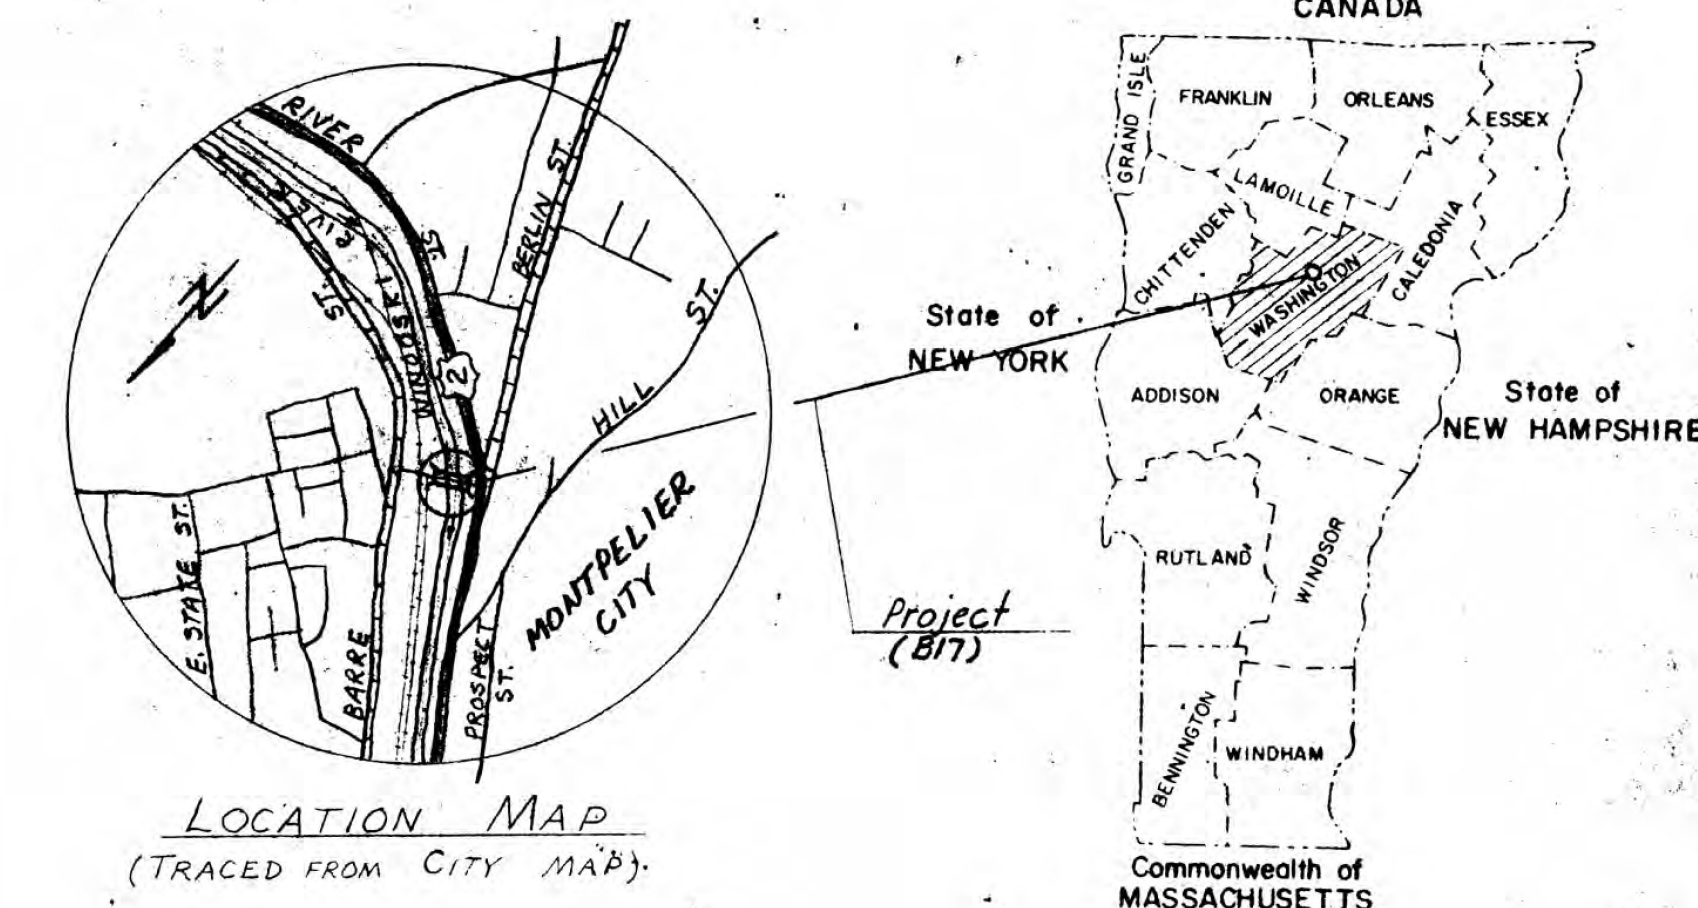 RIVER
ST.
WINOOSKI
RIVER
ST.
2
BERLIN ST.
HILL ST.
MONTPELIER
CITY
E. STATE ST.
BARRE
PROSPECT
ST.
N
LOCATION MAP
(TRACED FROM CITY MAP).
CANADA
GRAND ISLE
FRANKLIN
ORLEANS
ESSEX
LAMOILLE
CHITTENDEN
CALEDONIA
WASHINGTON
State of
NEW YORK
ADDISON
ORANGE
State of
NEW HAMPSHIRE
RUTLAND
WINDSOR
Project
(B17)
BENNINGTON
WINDHAM
Commonwealth of
MASSACHUSETTS